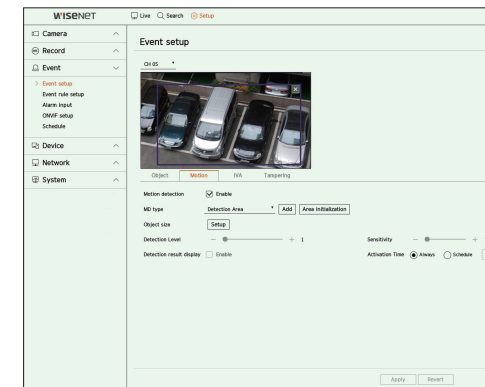 WISENET
Live Search Setup
Camera
Record
Event
Event setup
Event rule setup
Alarm input
ONVIF setup
Schedule
Device
Network
System
Event setup
CH 05
Object Motion IVA Tampering
Motion detection Enable
MD type Detection Area Add Area initialization
Object size Setup
Detection Level 1 Sensitivity
Detection result display Enable Activation Time Always Schedule
Apply Revert